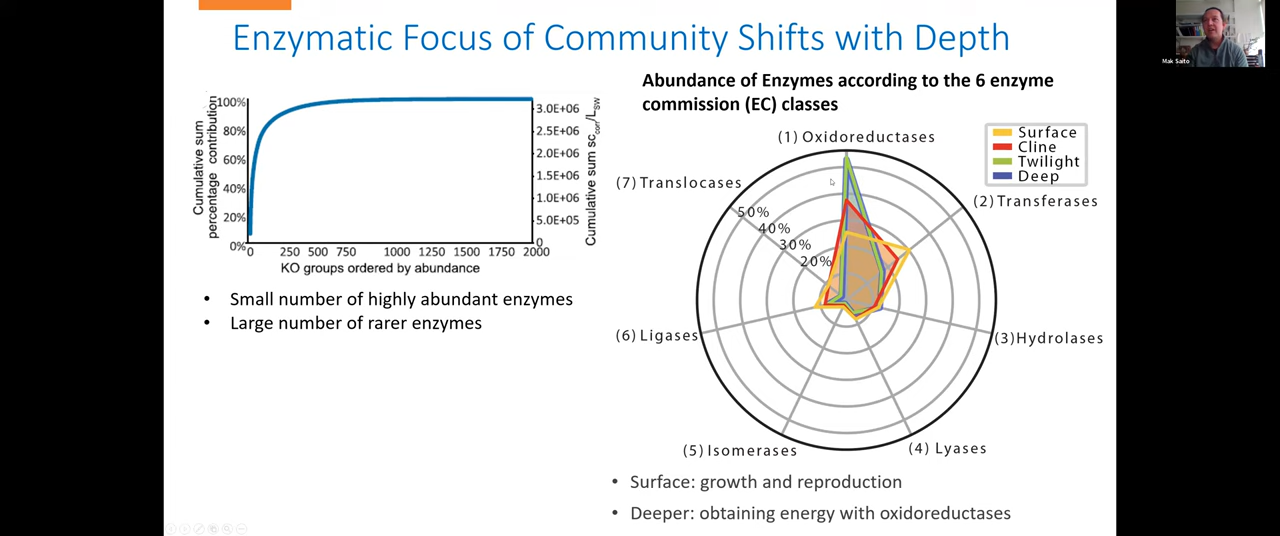 Enzymatic Focus of Community Shifts with Depth
Mak Saito
Abundance of Enzymes according to the 6 enzyme
commission (EC) classes
Cumulative sum
percentage contribution
100%
80%
60%
40%
20%
0%
3.0E+06
2.5E+06
2.0E+06
1.5E+06
1.0E+06
5.0E+05
0
Cumulative sum sc_corr/L_SW
0 250 500 750 1000 1250 1500 1750 2000
KO groups ordered by abundance
• Small number of highly abundant enzymes
• Large number of rarer enzymes
(1) Oxidoreductases
(2) Transferases
(3)Hydrolases
(4) Lyases
(5) Isomerases
(6) Ligases
(7) Translocases
50%
40%
30%
20%
Surface
Cline
Twilight
Deep
• Surface: growth and reproduction
• Deeper: obtaining energy with oxidoreductases